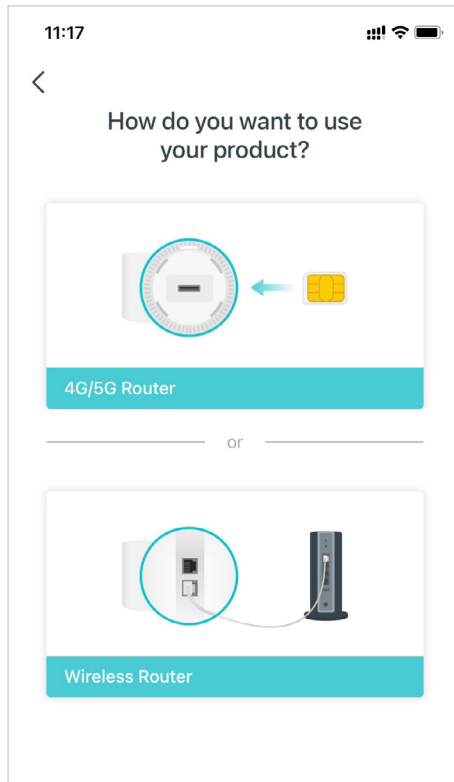 11:17
How do you want to use
your product?
4G/5G Router
or
Wireless Router